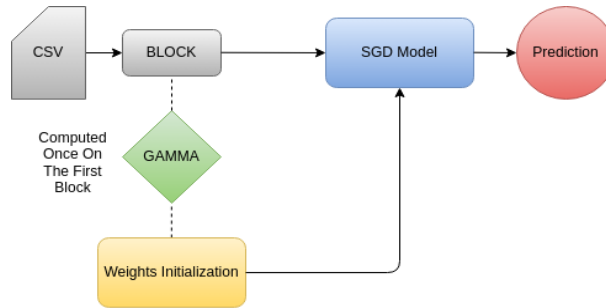 CSV
BLOCK
SGD Model
Prediction
Computed
Once On
The First
Block
GAMMA
Weights Initialization